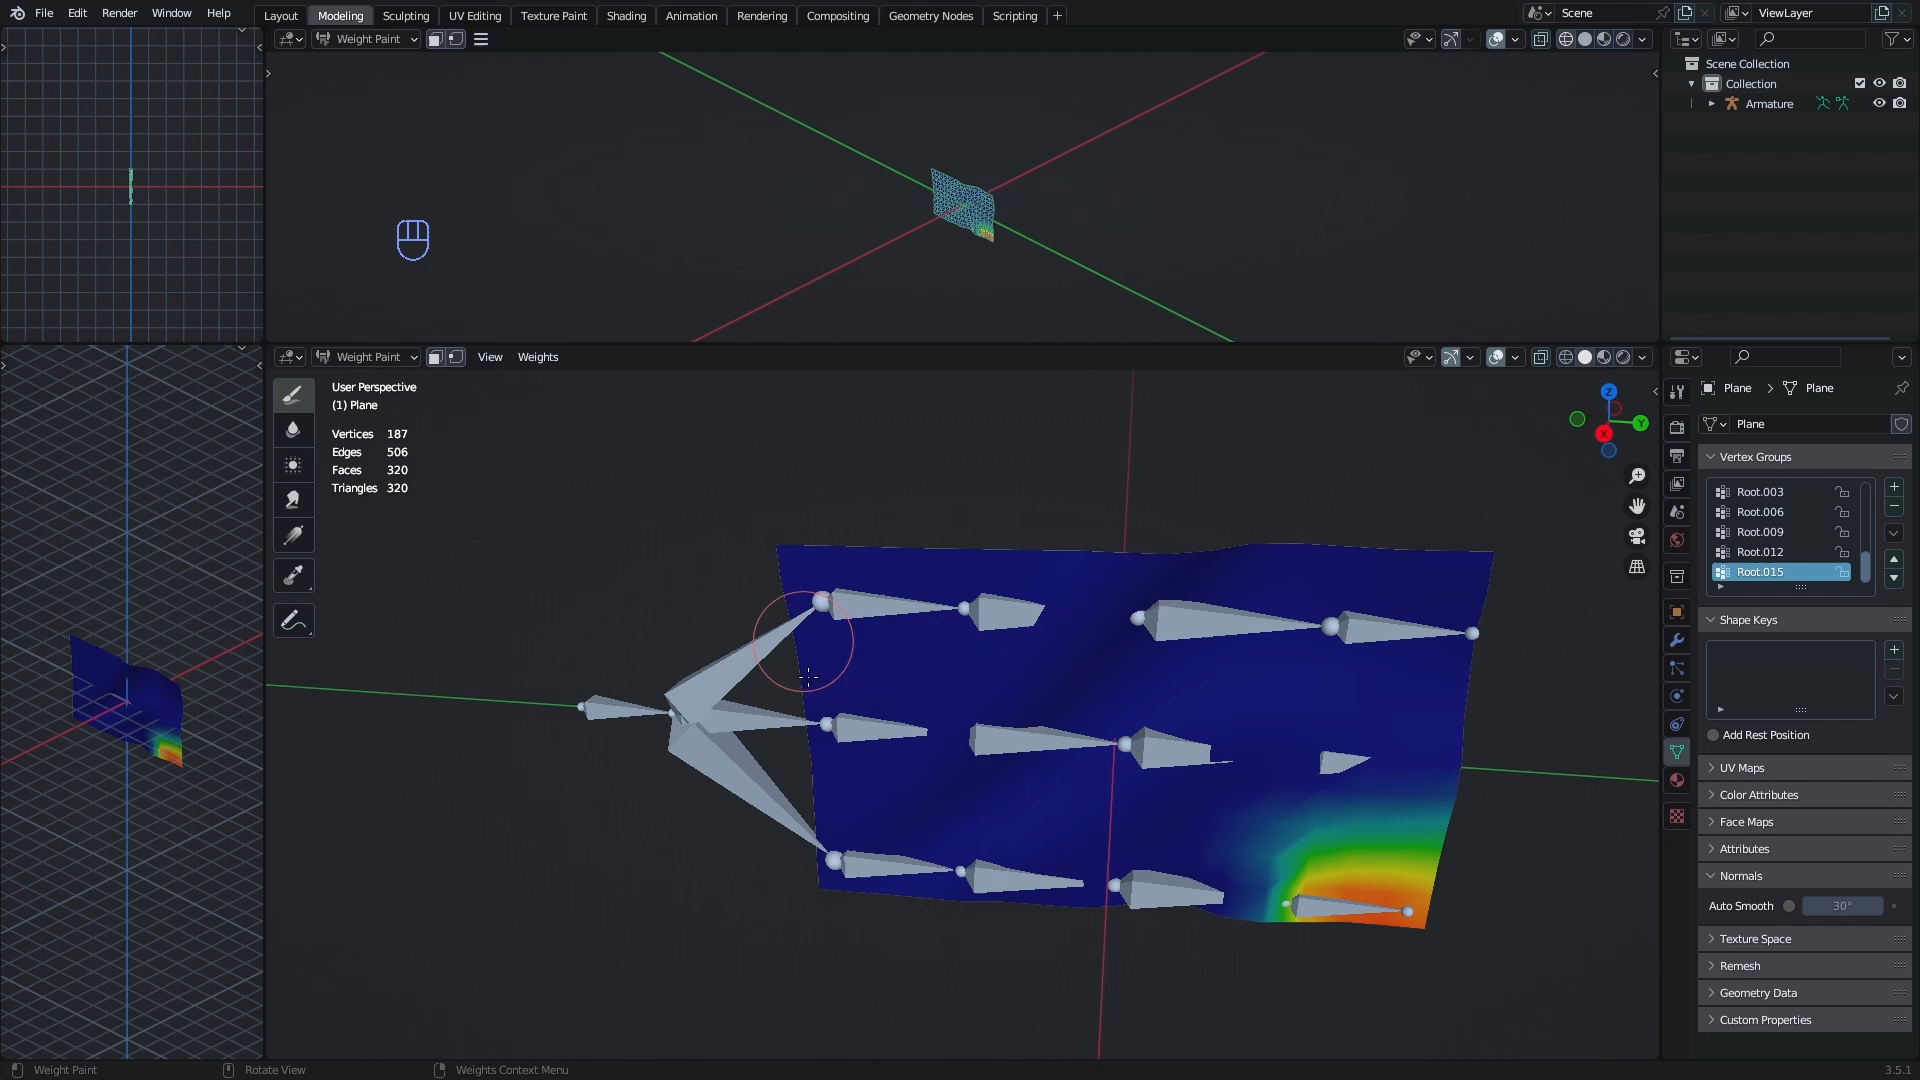 File Edit Render Window Help
Layout Modeling Sculpting UV Editing Texture Paint Shading Animation Rendering Compositing Geometry Nodes Scripting +
Scene
ViewLayer
Weight Paint
Scene Collection
Collection
Armature
Weight Paint View Weights
User Perspective
(1) Plane
Vertices 187
Edges 506
Faces 320
Triangles 320
Z
Y
X
Plane > Plane
Plane
Vertex Groups
Root.003
Root.006
Root.009
Root.012
Root.015
Shape Keys
Add Rest Position
UV Maps
Color Attributes
Face Maps
Attributes
Normals
Auto Smooth 30°
Texture Space
Remesh
Geometry Data
Custom Properties
Weight Paint Rotate View Weights Context Menu 3.5.1